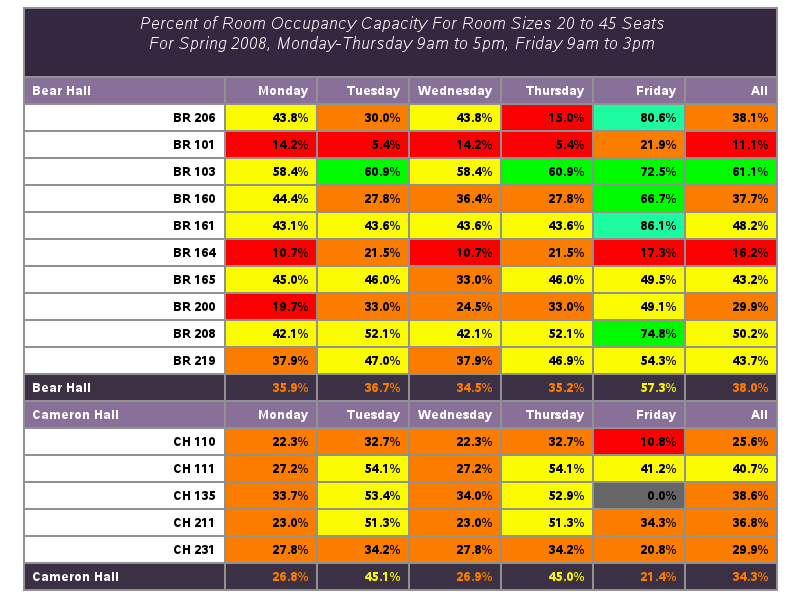 Percent of Room Occupancy Capacity For Room Sizes 20 to 45 Seats
For Spring 2008, Monday-Thursday 9am to 5pm, Friday 9am to 3pm
Bear Hall Monday Tuesday Wednesday Thursday Friday All
BR 206 43.8% 30.0% 43.8% 15.0% 80.6% 38.1%
BR 101 14.2% 5.4% 14.2% 5.4% 21.9% 11.1%
BR 103 58.4% 60.9% 58.4% 60.9% 72.5% 61.1%
BR 160 44.4% 27.8% 36.4% 27.8% 66.7% 37.7%
BR 161 43.1% 43.6% 43.6% 43.6% 86.1% 48.2%
BR 164 10.7% 21.5% 10.7% 21.5% 17.3% 16.2%
BR 165 45.0% 46.0% 33.0% 46.0% 49.5% 43.2%
BR 200 19.7% 33.0% 24.5% 33.0% 49.1% 29.9%
BR 208 42.1% 52.1% 42.1% 52.1% 74.8% 50.2%
BR 219 37.9% 47.0% 37.9% 46.9% 54.3% 43.7%
Bear Hall 35.9% 36.7% 34.5% 35.2% 57.3% 38.0%
Cameron Hall Monday Tuesday Wednesday Thursday Friday All
CH 110 22.3% 32.7% 22.3% 32.7% 10.8% 25.6%
CH 111 27.2% 54.1% 27.2% 54.1% 41.2% 40.7%
CH 135 33.7% 53.4% 34.0% 52.9% 0.0% 38.6%
CH 211 23.0% 51.3% 23.0% 51.3% 34.3% 36.8%
CH 231 27.8% 34.2% 27.8% 34.2% 20.8% 29.9%
Cameron Hall 26.8% 45.1% 26.9% 45.0% 21.4% 34.3%